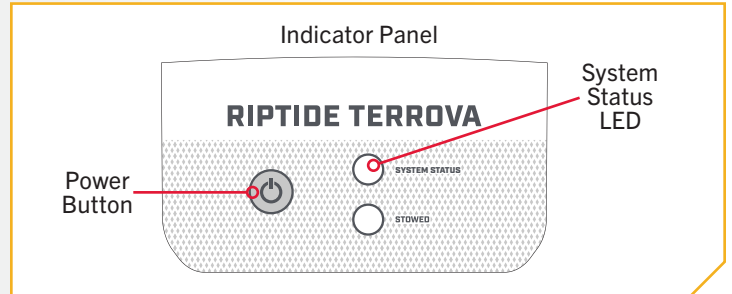 Indicator Panel
System
Status
LED
RIPTIDE TERROVA
SYSTEM STATUS
Power
Button
STOWED